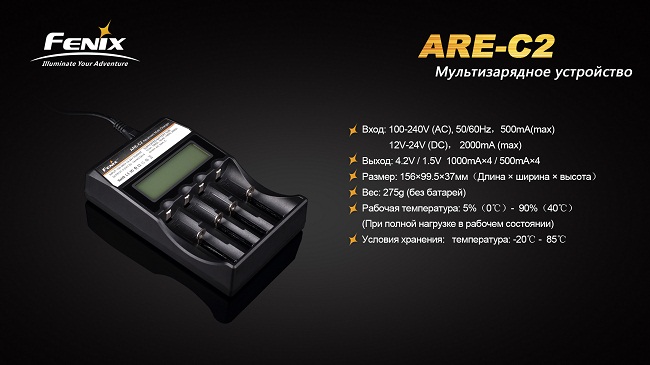 FENIX
Illuminate Your Adventure
ARE-C2
Мультизарядное устройство
Вход: 100-240V (AC), 50/60Hz，500mA(max)
12V-24V (DC)， 2000mA (max)
Выход: 4.2V / 1.5V 1000mA×4 / 500mA×4
Размер: 156×99.5×37мм（Длина × ширина × высота）
Вес: 275g (без батарей)
Рабочая температура: 5%（0℃）- 90%（40℃）
(При полной нагрузке в рабочем состоянии)
Условия хранения: температура: -20℃ - 85℃
FENIX